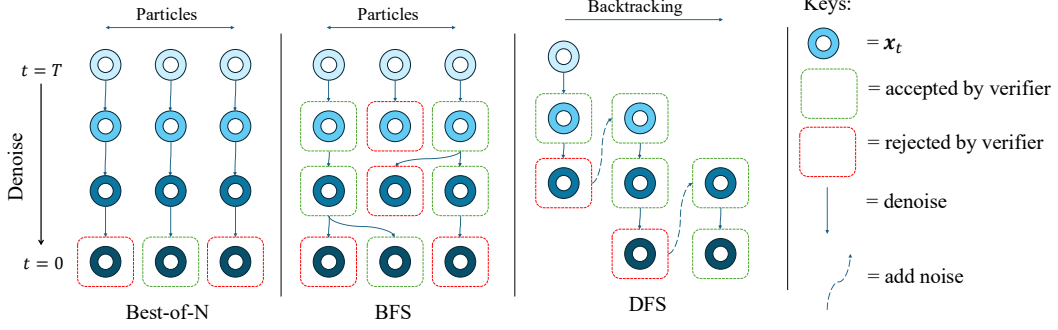 Particles
Particles
Backtracking
Keys:
t = T
Denoise
t = 0
Best-of-N
BFS
DFS
= x_t
= accepted by verifier
= rejected by verifier
= denoise
= add noise